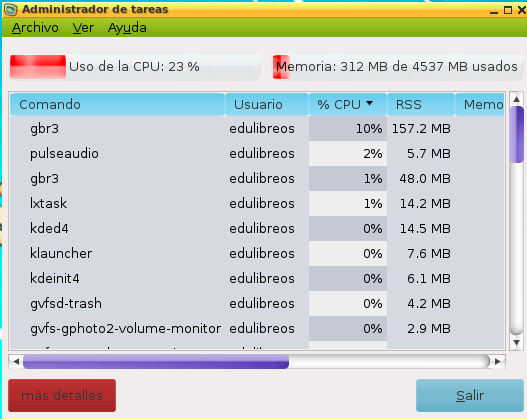 Administrador de tareas
Archivo Ver Ayuda
Uso de la CPU: 23 % Memoria: 312 MB de 4537 MB usados
Comando Usuario % CPU RSS Memo
gbr3 edulibreos 10% 157.2 MB
pulseaudio edulibreos 2% 5.7 MB
gbr3 edulibreos 1% 48.0 MB
lxtask edulibreos 1% 14.2 MB
kded4 edulibreos 0% 14.5 MB
klauncher edulibreos 0% 7.6 MB
kdeinit4 edulibreos 0% 6.1 MB
gvfsd-trash edulibreos 0% 4.2 MB
gvfs-gphoto2-volume-monitor edulibreos 0% 2.9 MB
más detalles Salir